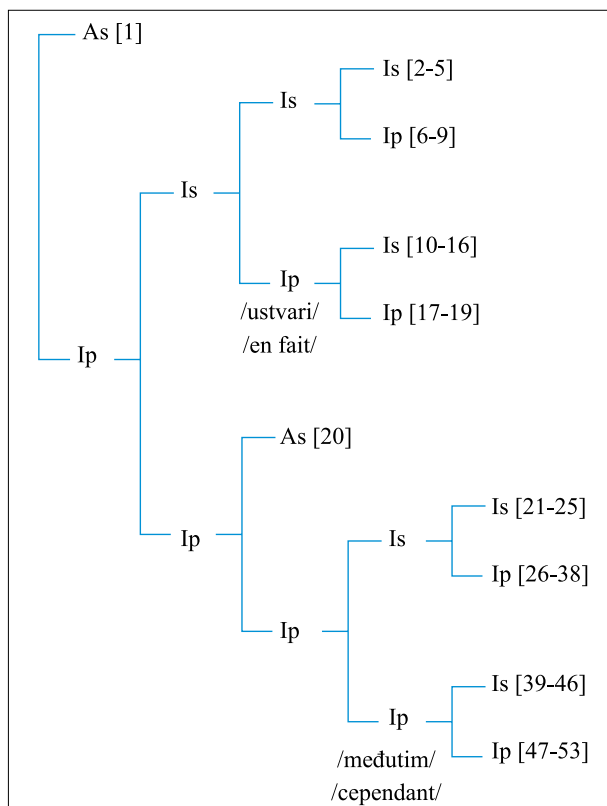 As [1]
Is [2-5]
Is
Ip [6-9]
Is
Is [10-16]
Ip
/ustvari/
/en fait/
Ip [17-19]
Ip
As [20]
Is [21-25]
Ip
Is
Ip [26-38]
Ip
Is [39-46]
Ip
/međutim/
/cependant/
Ip [47-53]